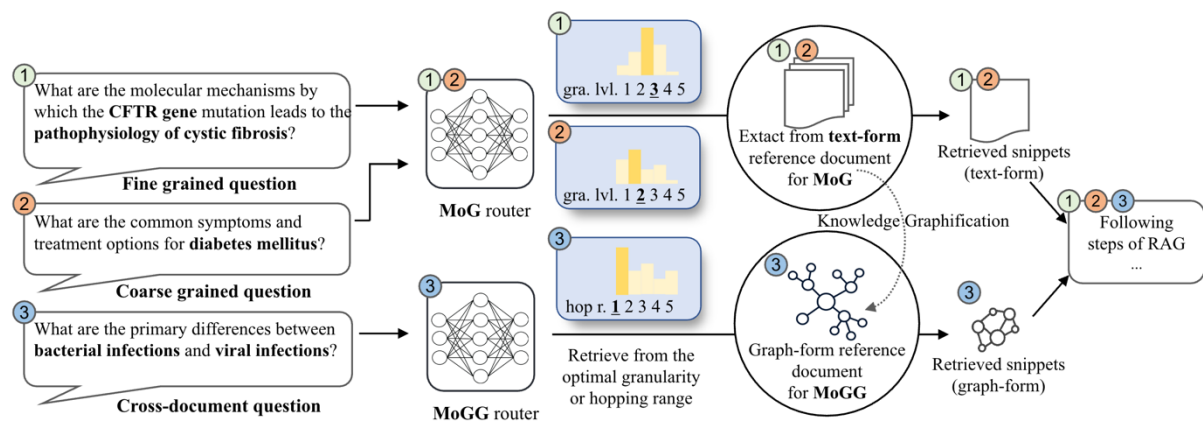 1
What are the molecular mechanisms by
which the CFTR gene mutation leads to the
pathophysiology of cystic fibrosis?
Fine grained question
2
What are the common symptoms and
treatment options for diabetes mellitus?
Coarse grained question
3
What are the primary differences between
bacterial infections and viral infections?
Cross-document question
1 2
MoG router
3
MoGG router
1
gra. lvl. 1 2 3 4 5
2
gra. lvl. 1 2 3 4 5
3
hop r. 1 2 3 4 5
Retrieve from the
optimal granularity
or hopping range
1 2
Extact from text-form
reference document
for MoG
Knowledge Graphification
3
Graph-form reference
document
for MoGG
1 2
Retrieved snippets
(text-form)
3
Retrieved snippets
(graph-form)
1 2 3
Following
steps of RAG
...